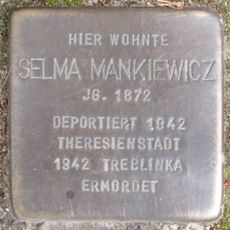 HIER WOHNTE
SELMA MANKIEWICZ
JG. 1872
DEPORTIERT 1942
THERESIENSTADT
1942 TREBLINKA
ERMORDET